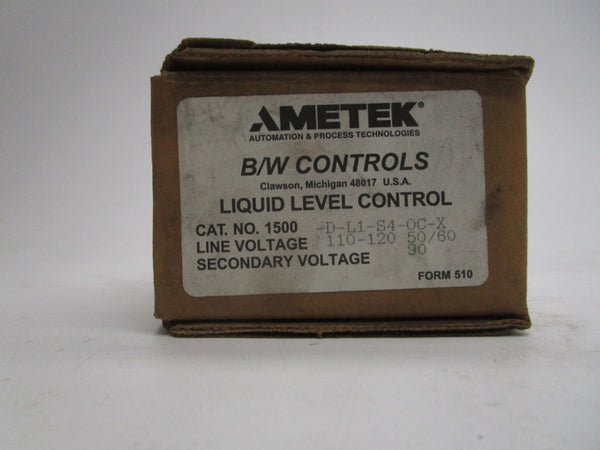 AMETEK®
AUTOMATION & PROCESS TECHNOLOGIES
B/W CONTROLS
Clawson, Michigan 48017 U.S.A.
LIQUID LEVEL CONTROL
CAT. NO. 1500 -D-L1-S4-OC-X
LINE VOLTAGE 110-120 50/60
SECONDARY VOLTAGE 90
FORM 510